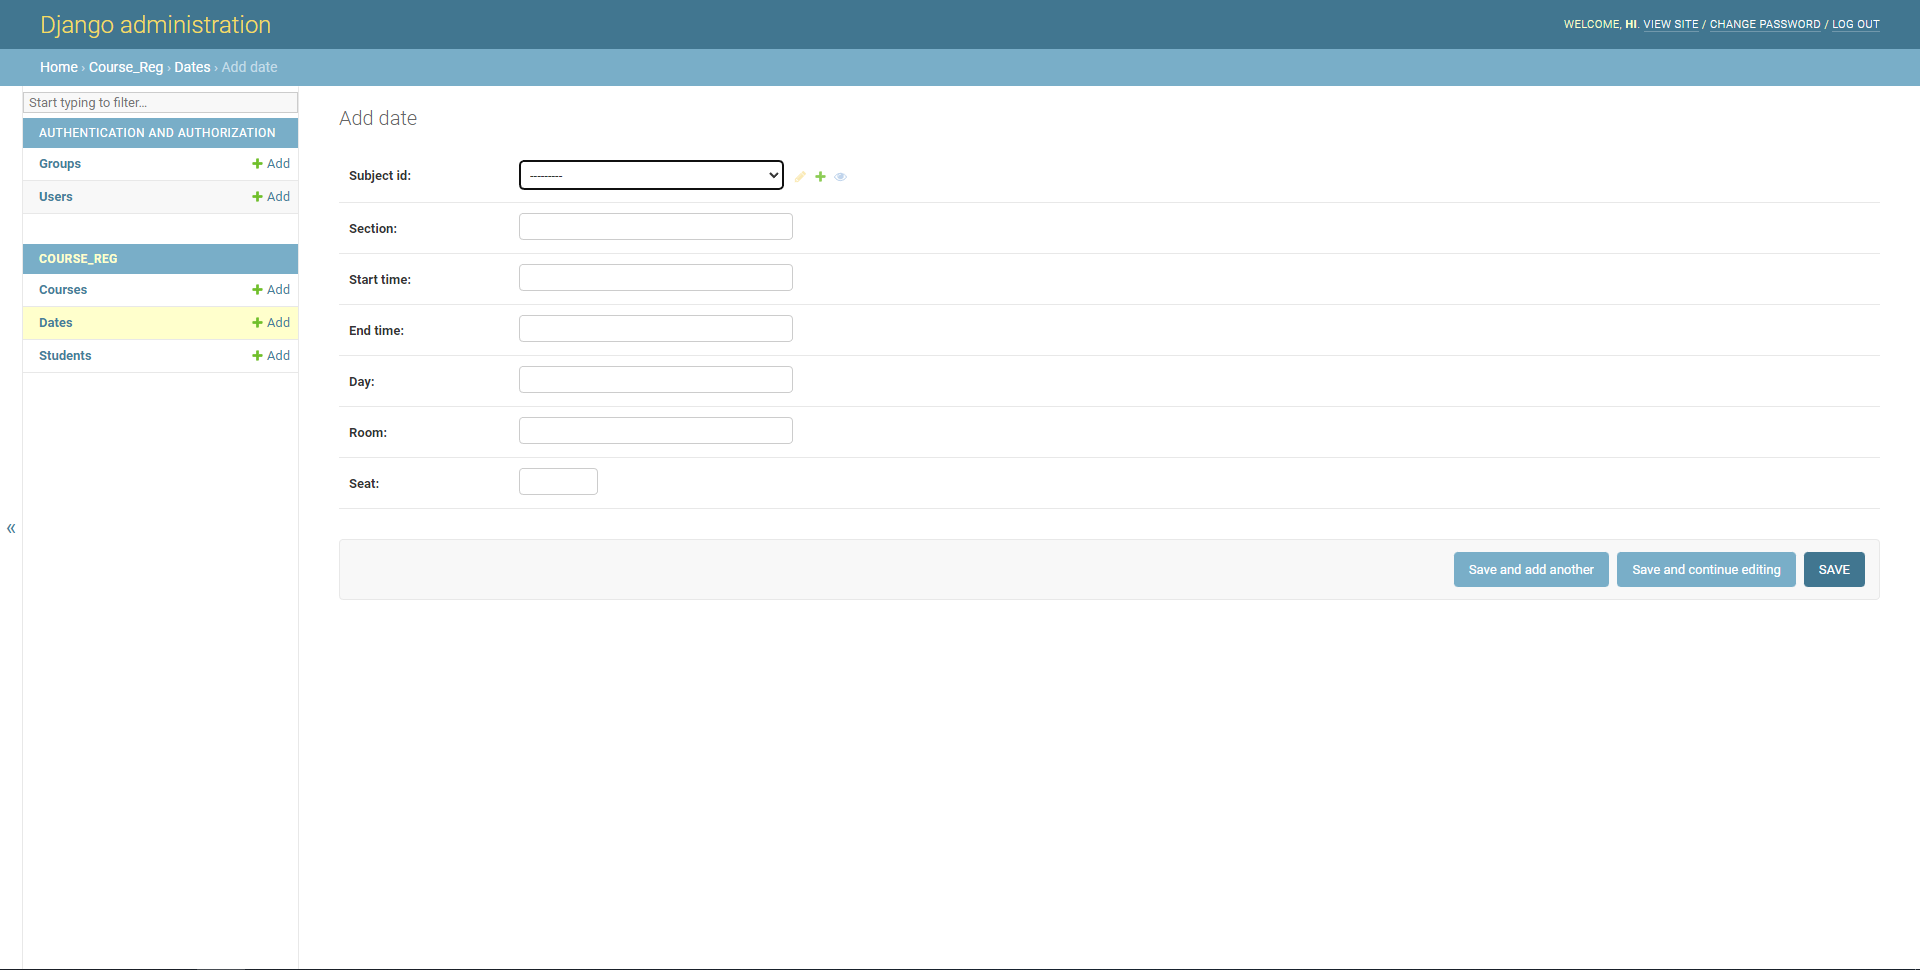 Django administration
WELCOME, HI. VIEW SITE / CHANGE PASSWORD / LOG OUT
Home › Course_Reg › Dates › Add date
Start typing to filter...
AUTHENTICATION AND AUTHORIZATION
Groups + Add
Users + Add
COURSE_REG
Courses + Add
Dates + Add
Students + Add
«
Add date
Subject id: ---------
Section:
Start time:
End time:
Day:
Room:
Seat:
Save and add another Save and continue editing SAVE